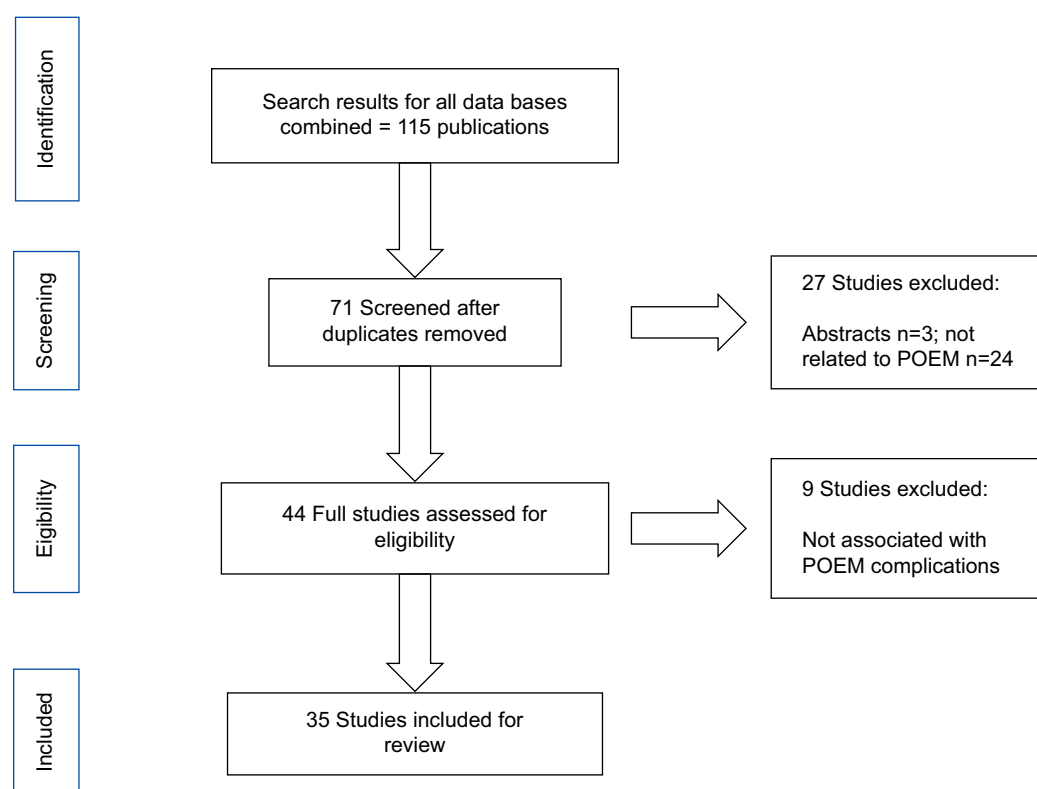 Identification
Search results for all data bases
combined = 115 publications
Screening
71 Screened after
duplicates removed
27 Studies excluded:
Abstracts n=3; not
related to POEM n=24
Eigibility
44 Full studies assessed for
eligibility
9 Studies excluded:
Not associated with
POEM complications
Included
35 Studies included for
review